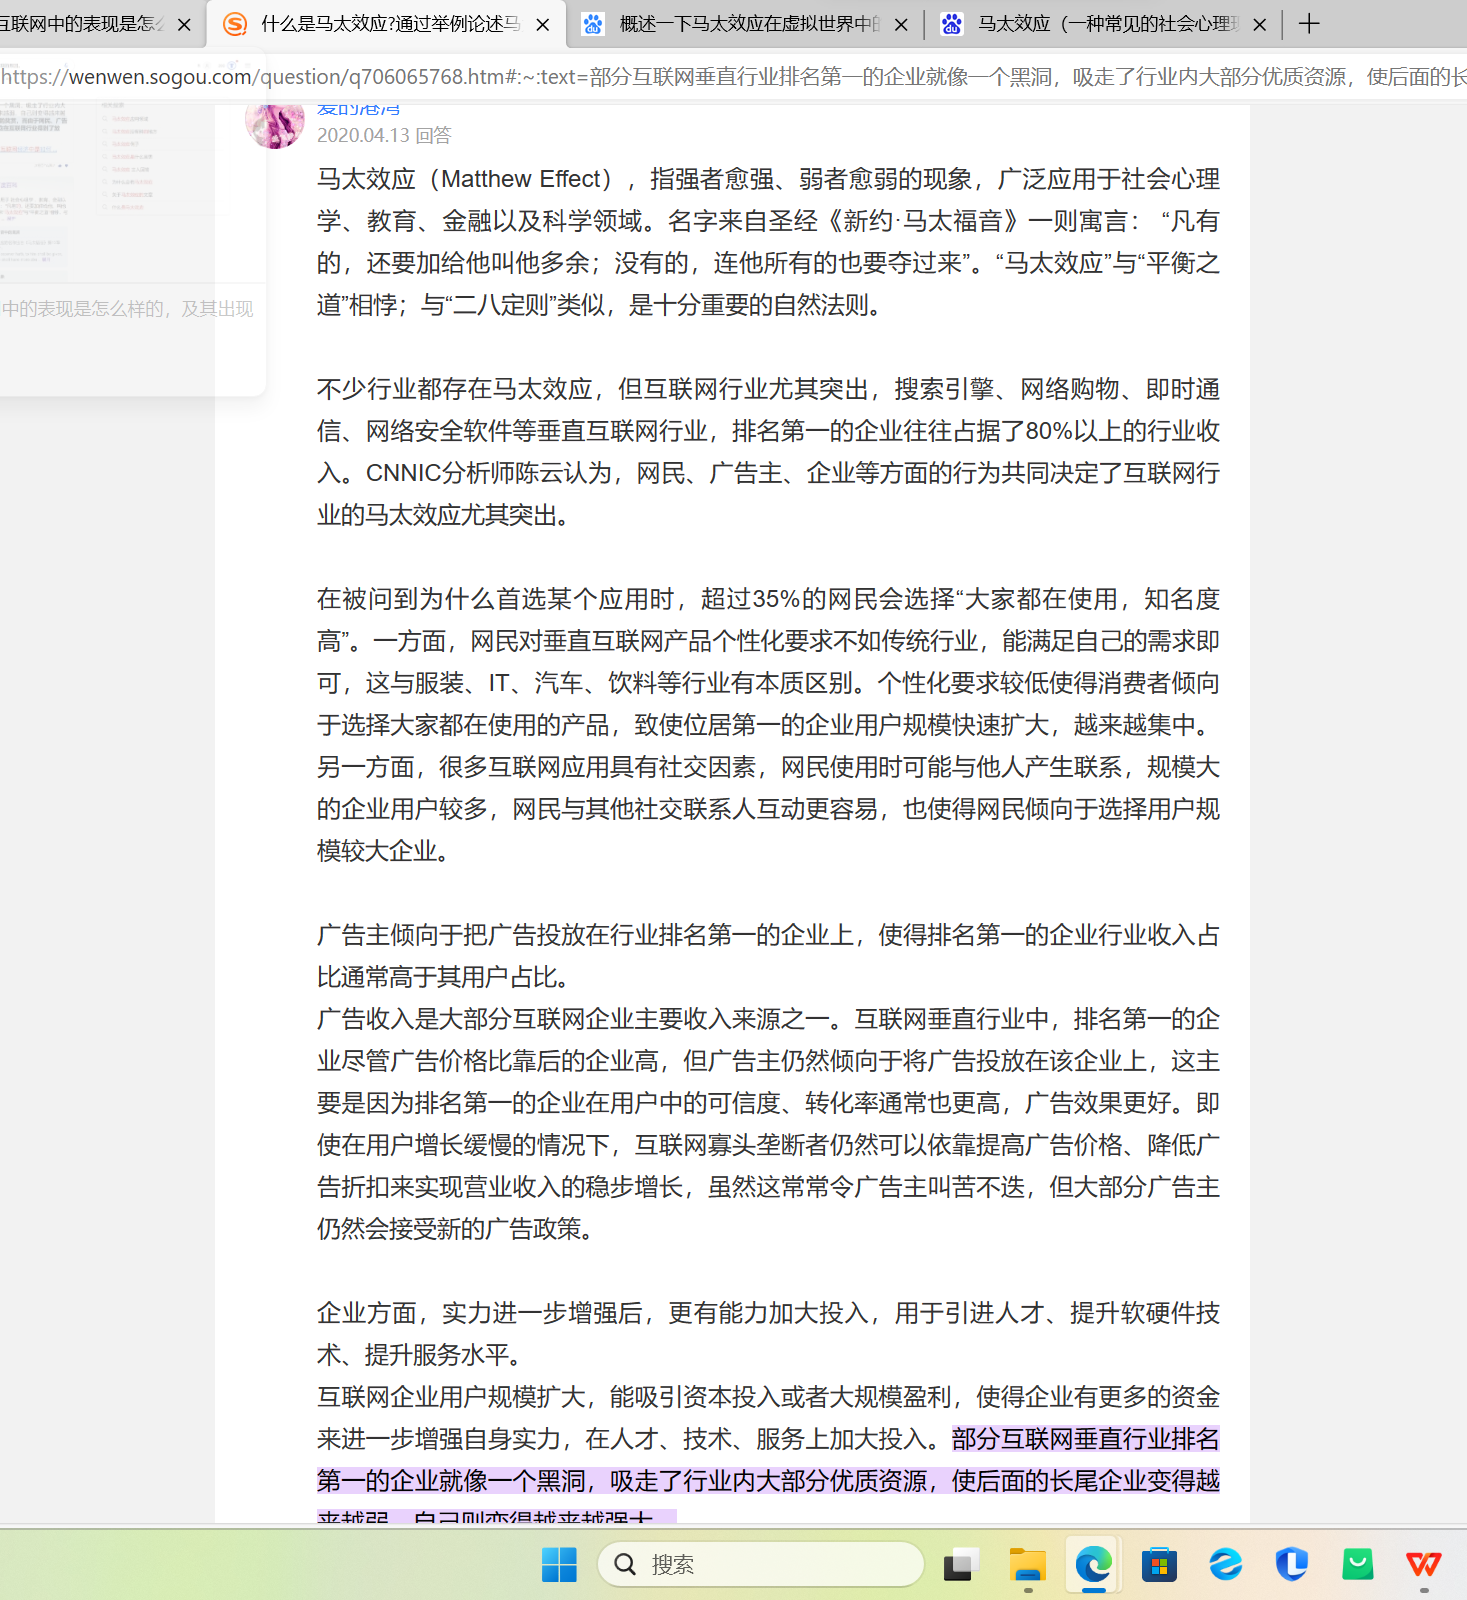 互联网中的表现是怎么
什么是马太效应?通过举例论述马
概述一下马太效应在虚拟世界中的
马太效应（一种常见的社会心理现
https://wenwen.sogou.com/question/q706065768.htm#:~:text=部分互联网垂直行业排名第一的企业就像一个黑洞，吸走了行业内大部分优质资源，使后面的长
爱的港湾
2020.04.13 回答
马太效应（Matthew Effect），指强者愈强、弱者愈弱的现象，广泛应用于社会心理
学、教育、金融以及科学领域。名字来自圣经《新约·马太福音》一则寓言： “凡有
的，还要加给他叫他多余；没有的，连他所有的也要夺过来”。“马太效应”与“平衡之
道”相悖；与“二八定则”类似，是十分重要的自然法则。
中的表现是怎么样的，及其出现
不少行业都存在马太效应，但互联网行业尤其突出，搜索引擎、网络购物、即时通
信、网络安全软件等垂直互联网行业，排名第一的企业往往占据了80%以上的行业收
入。CNNIC分析师陈云认为，网民、广告主、企业等方面的行为共同决定了互联网行
业的马太效应尤其突出。
在被问到为什么首选某个应用时，超过35%的网民会选择“大家都在使用，知名度
高”。一方面，网民对垂直互联网产品个性化要求不如传统行业，能满足自己的需求即
可，这与服装、IT、汽车、饮料等行业有本质区别。个性化要求较低使得消费者倾向
于选择大家都在使用的产品，致使位居第一的企业用户规模快速扩大，越来越集中。
另一方面，很多互联网应用具有社交因素，网民使用时可能与他人产生联系，规模大
的企业用户较多，网民与其他社交联系人互动更容易，也使得网民倾向于选择用户规
模较大企业。
广告主倾向于把广告投放在行业排名第一的企业上，使得排名第一的企业行业收入占
比通常高于其用户占比。
广告收入是大部分互联网企业主要收入来源之一。互联网垂直行业中，排名第一的企
业尽管广告价格比靠后的企业高，但广告主仍然倾向于将广告投放在该企业上，这主
要是因为排名第一的企业在用户中的可信度、转化率通常也更高，广告效果更好。即
使在用户增长缓慢的情况下，互联网寡头垄断者仍然可以依靠提高广告价格、降低广
告折扣来实现营业收入的稳步增长，虽然这常常令广告主叫苦不迭，但大部分广告主
仍然会接受新的广告政策。
企业方面，实力进一步增强后，更有能力加大投入，用于引进人才、提升软硬件技
术、提升服务水平。
互联网企业用户规模扩大，能吸引资本投入或者大规模盈利，使得企业有更多的资金
来进一步增强自身实力，在人才、技术、服务上加大投入。部分互联网垂直行业排名
第一的企业就像一个黑洞，吸走了行业内大部分优质资源，使后面的长尾企业变得越
来越弱，自己则变得越来越强大。
搜索